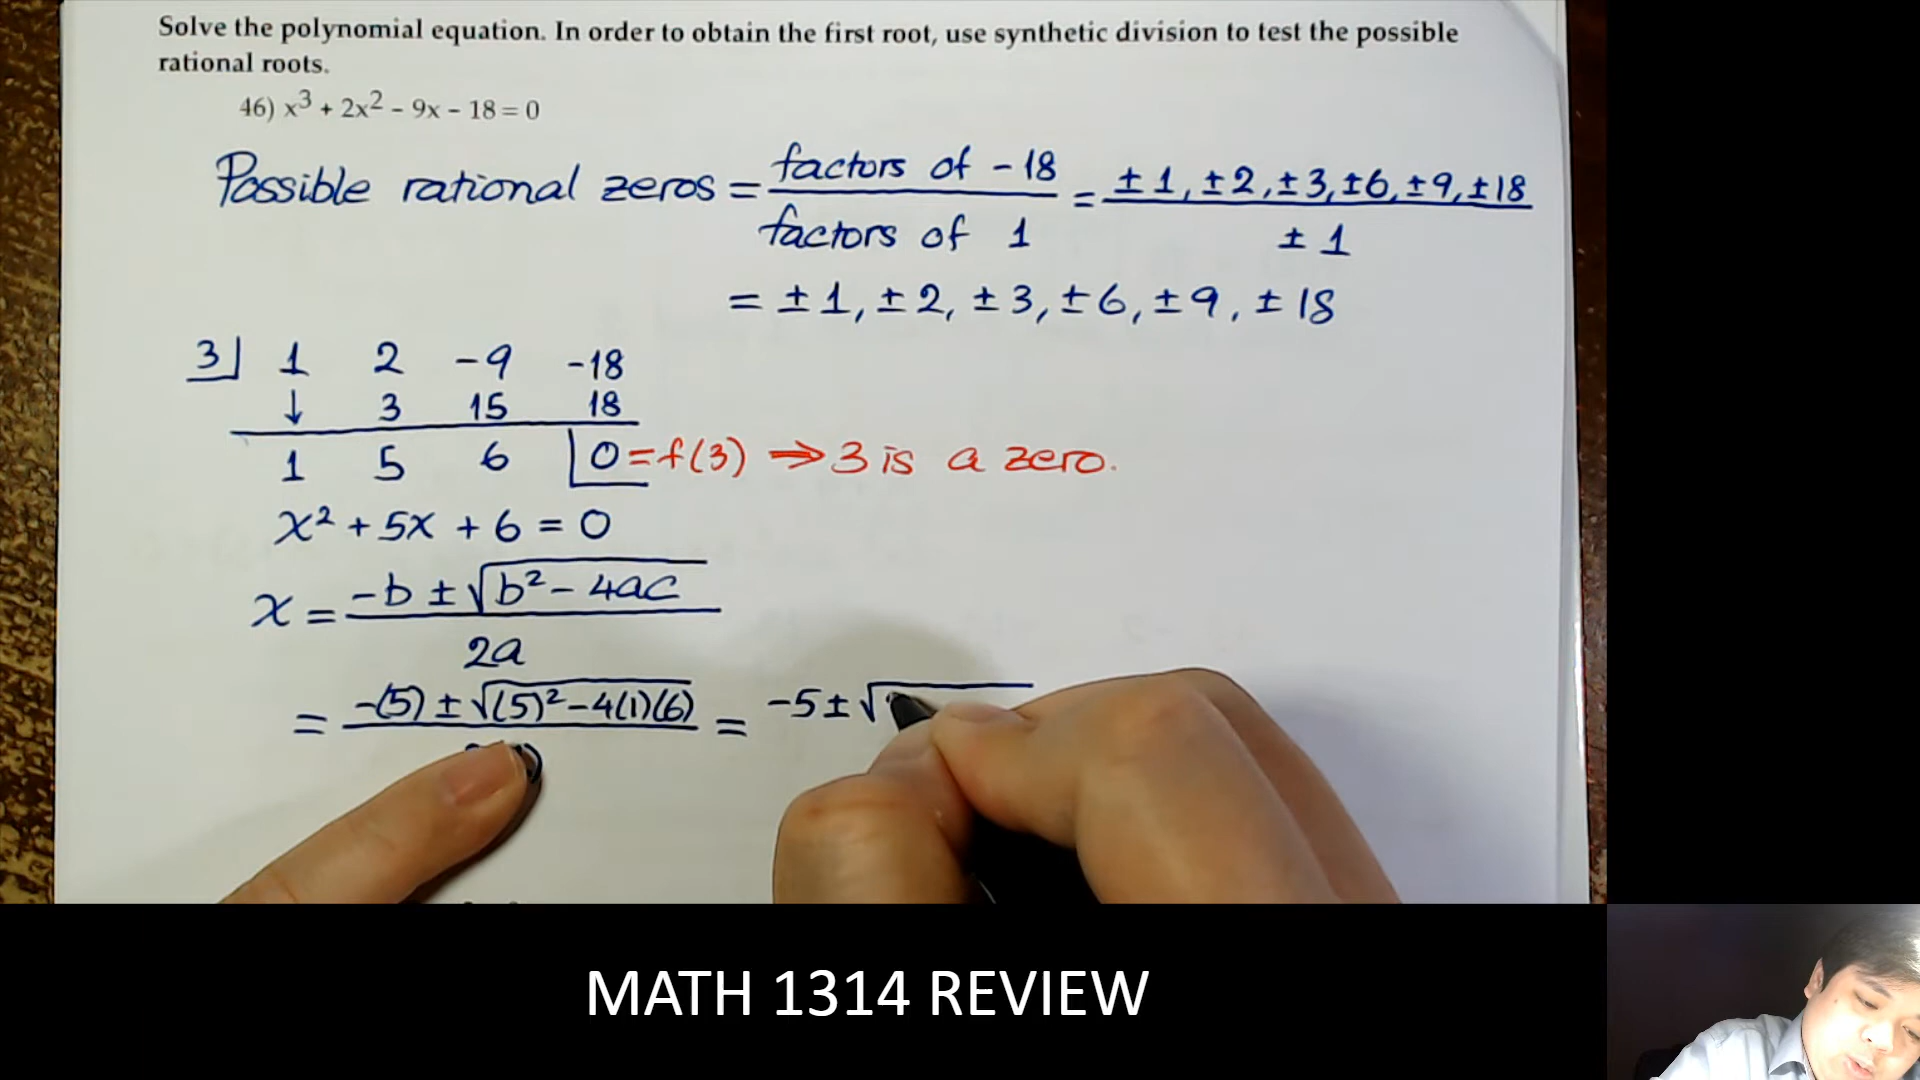 Solve the polynomial equation. In order to obtain the first root, use synthetic division to test the possible
rational roots.
46) x³ + 2x² - 9x - 18 = 0
Possible rational zeros = factors of -18 / factors of 1 = ±1, ±2, ±3, ±6, ±9, ±18 / ±1
= ±1, ±2, ±3, ±6, ±9, ±18
3⌋ 1 2 -9 -18
↓ 3 15 18
1 5 6 |0 = f(3) ⇒ 3 is a zero.
x² + 5x + 6 = 0
x = -b ± √(b² - 4ac) / 2a
= -(5) ± √((5)² - 4(1)(6)) = -5 ± √
MATH 1314 REVIEW